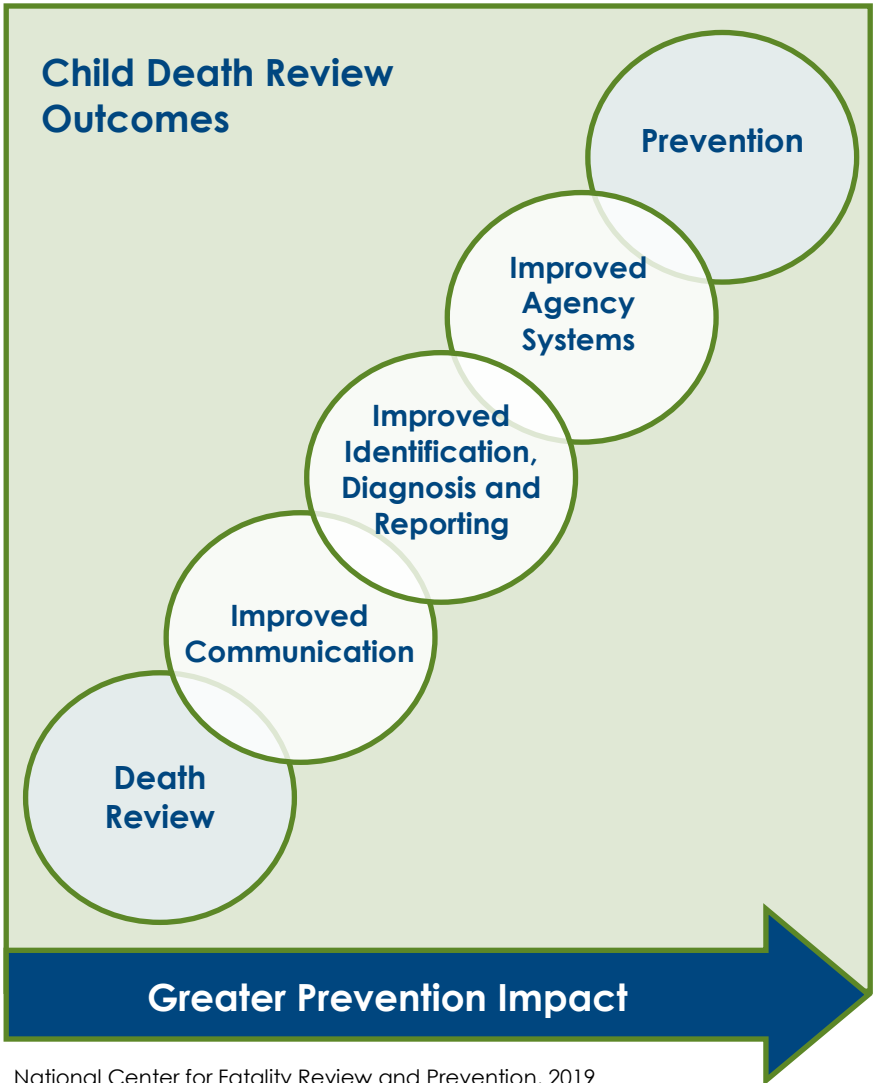 Child Death Review
Outcomes
Prevention
Improved
Agency
Systems
Improved
Identification,
Diagnosis and
Reporting
Improved
Communication
Death
Review
Greater Prevention Impact
National Center for Fatality Review and Prevention, 2019